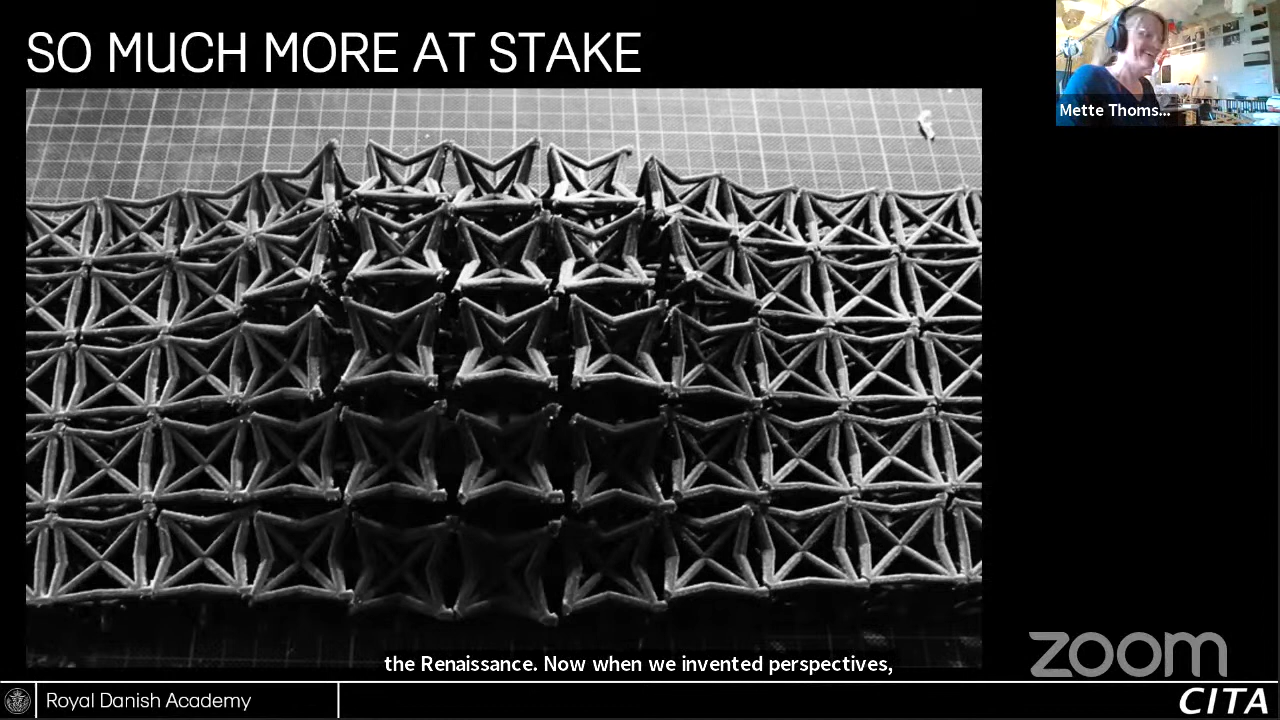 SO MUCH MORE AT STAKE
Mette Thoms...
the Renaissance. Now when we invented perspectives,
zoom
Royal Danish Academy
CITA